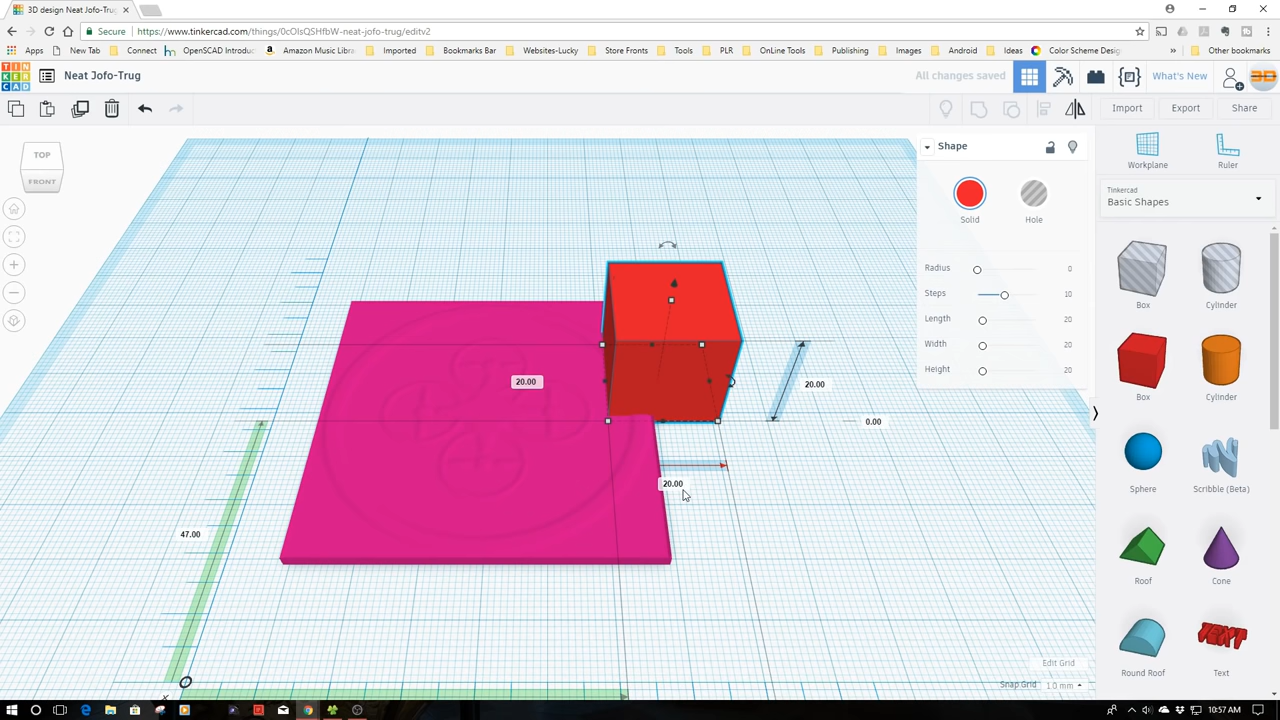 3D design Neat Jofo-Trug
Secure
https://www.tinkercad.com/things/0cOIsQSHfbW-neat-jofo-trug/editv2
Apps
New Tab
Connect
OpenSCAD Introduc
Amazon Music Libra
Imported
Bookmarks Bar
Websites-Lucky
Store Fronts
Tools
PLR
OnLine Tools
Publishing
Images
Android
Ideas
Color Scheme Desig
»
Other bookmarks
TIN
KER
CAD
Neat Jofo-Trug
All changes saved
What's New
Import
Export
Share
TOP
FRONT
Shape
Solid
Hole
Radius 0
Steps 10
Length 20
Width 20
Height 20
Workplane
Ruler
Tinkercad
Basic Shapes
Box
Cylinder
Box
Cylinder
Sphere
Scribble (Beta)
Roof
Cone
Round Roof
TEXT
Text
20.00
20.00
0.00
20.00
47.00
Edit Grid
Snap Grid 1.0 mm
10:57 AM